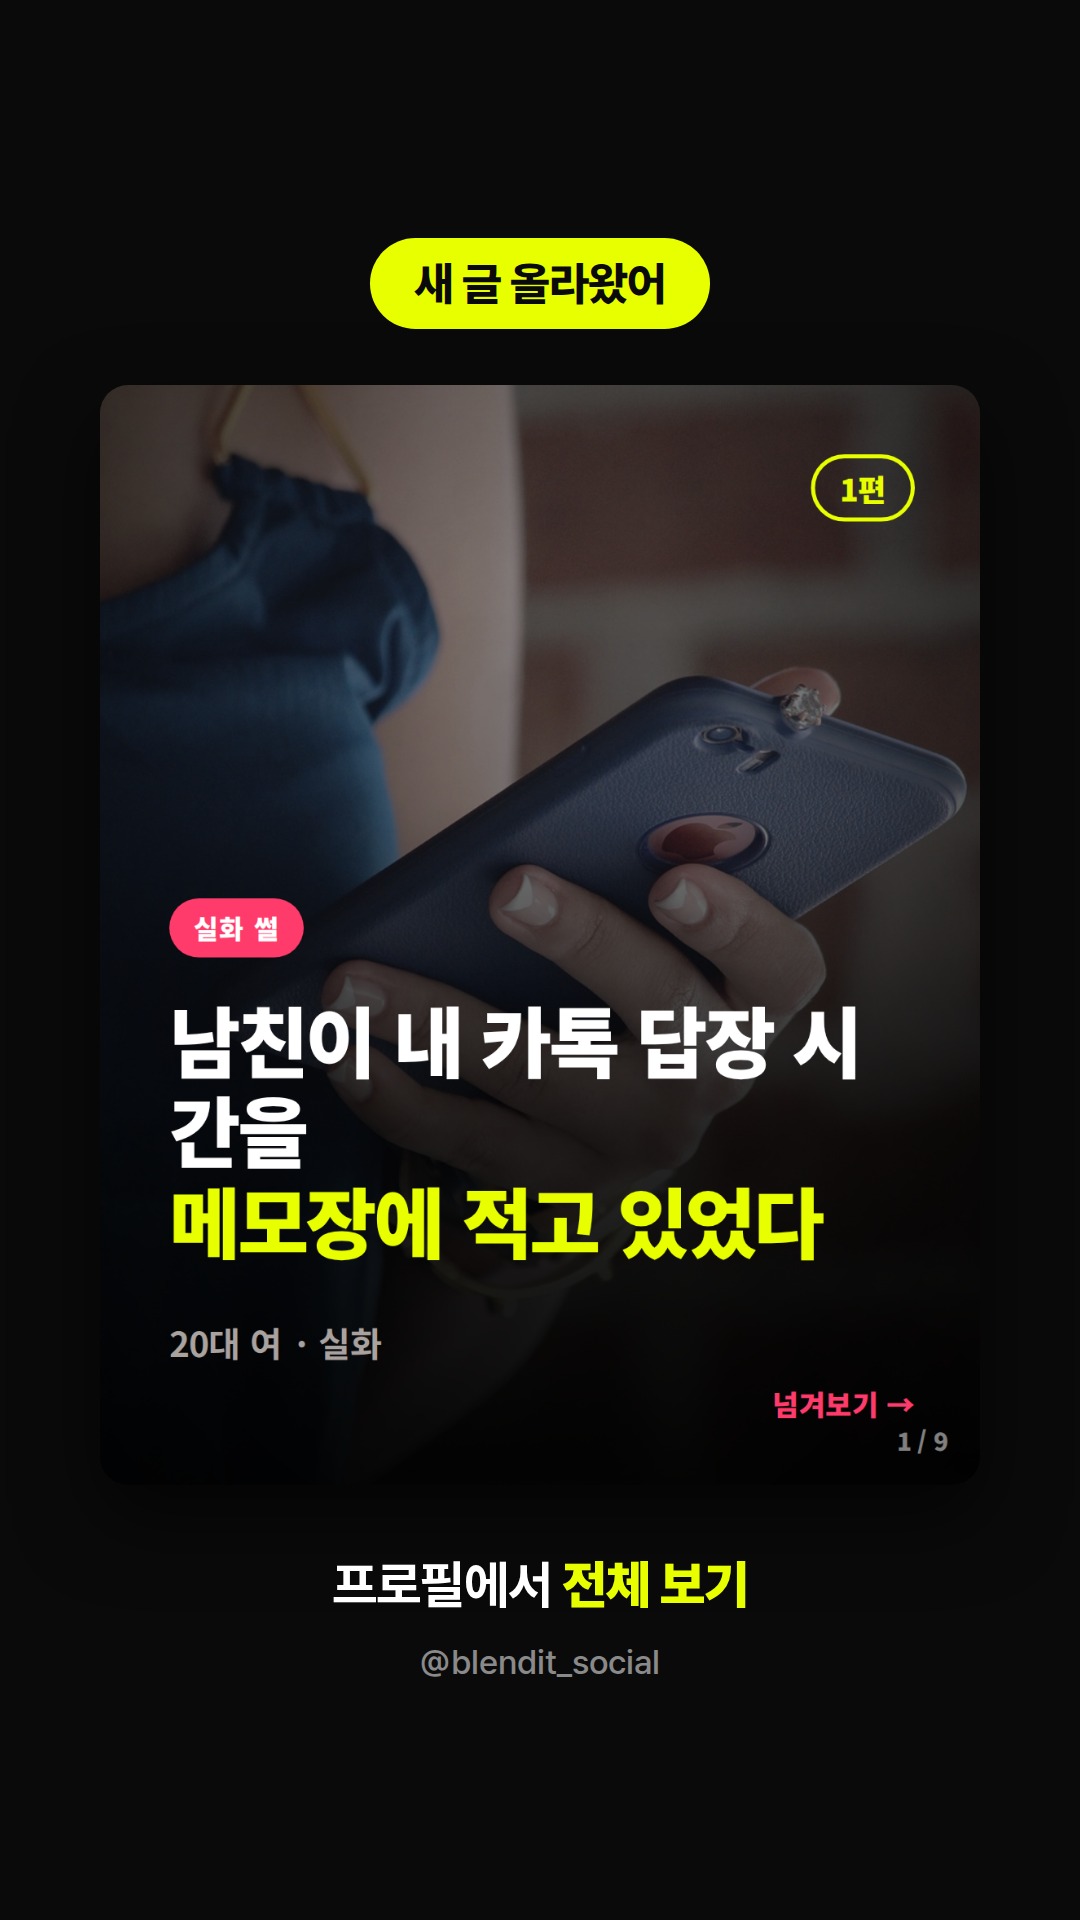 새 글 올라왔어
1편
실화 썰
남친이 내 카톡 답장 시
간을
메모장에 적고 있었다
20대 여 · 실화
넘겨보기 →
1 / 9
프로필에서 전체 보기
@blendit_social